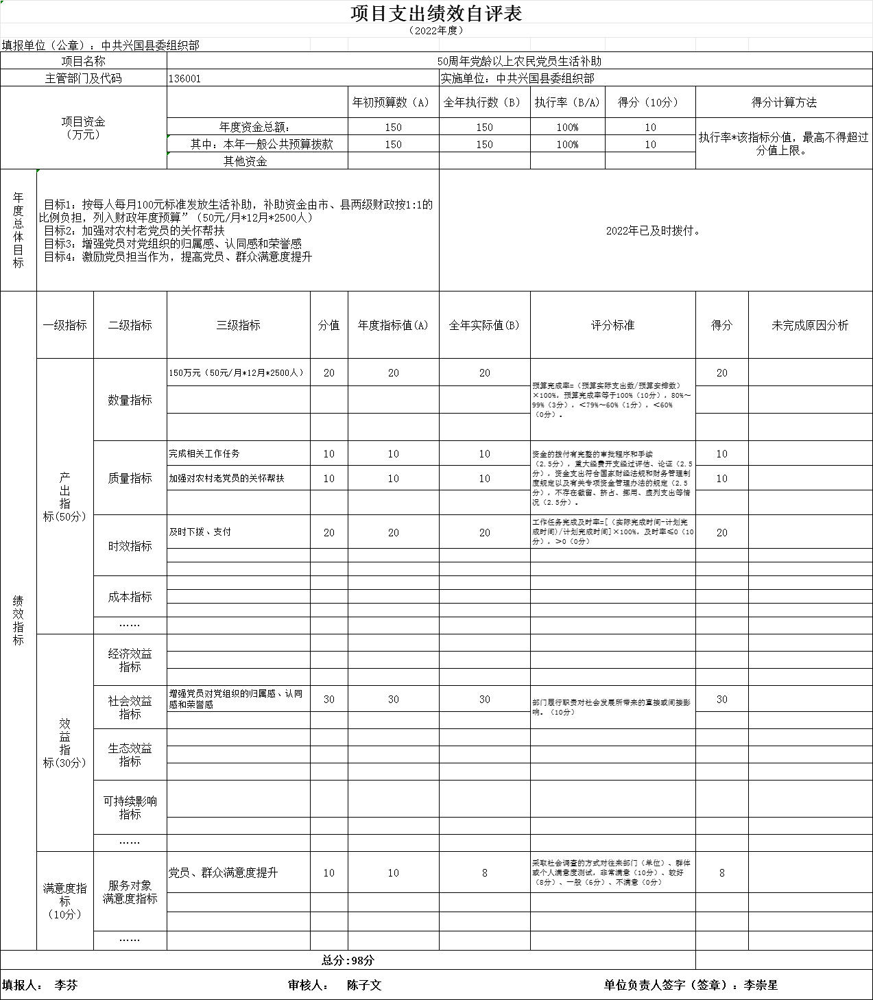 项目支出绩效自评表
（2022年度）
填报单位（公章）：中共兴国县委组织部
项目名称 50周年党龄以上农民党员生活补助
主管部门及代码 136001 实施单位：中共兴国县委组织部
项目资金
（万元）
年初预算数（A） 全年执行数（B） 执行率（B/A） 得分（10分） 得分计算方法
年度资金总额： 150 150 100% 10
其中：本年一般公共预算拨款 150 150 100% 10
其他资金
执行率*该指标分值，最高不得超过
分值上限。
年
度
总
体
目
标
目标1：按每人每月100元标准发放生活补助，补助资金由市、县两级财政按1:1的
比例负担，列入财政年度预算”（50元/月*12月*2500人）
目标2：加强对农村老党员的关怀帮扶
目标3：增强党员对党组织的归属感、认同感和荣誉感
目标4：激励党员担当作为，提高党员、群众满意度提升
2022年已及时拨付。
绩
效
指
标
一级指标 二级指标 三级指标 分值 年度指标值(A) 全年实际值(B) 评分标准 得分 未完成原因分析
产
出
指
标(50分)
数量指标
150万元（50元/月*12月*2500人） 20 20 20 20
预算完成率=（预算实际支出数/预算安排数）
×100%，预算完成率等于100%（10分），80%～
99%（3分），＜79%～60%（1分），＜60%
（0分）。
质量指标
完成相关工作任务 10 10 10 10
加强对农村老党员的关怀帮扶 10 10 10 10
资金的拨付有完整的审批程序和手续
（2.5分），重大经费开支经过评估、论证（2.5
分），资金支出符合国家财经法规和财务管理制
度规定以及有关专项资金管理办法的规定（2.5
分），不存在截留、挤占、挪用、虚列支出等情
况（2.5分）。
时效指标
及时下拨、支付 20 20 20 20
工作任务完成及时率=[（实际完成时间-计划完
成时间)/计划完成时间]×100%，及时率≤0（10
分），＞0（0分）
成本指标
……
效
益
指
标(30分)
经济效益
指标
社会效益
指标
增强党员对党组织的归属感、认同
感和荣誉感
30 30 30 30
部门履行职责对社会发展所带来的直接或间接影
响。（10分）
生态效益
指标
可持续影响
指标
……
满意度指
标
（10分）
服务对象
满意度指标
党员、群众满意度提升 10 10 8 8
采取社会调查的方式对往来部门（单位）、群体
或个人满意度测试，非常满意（10分）、较好
（8分）、一般（6分）、不满意（0分）
……
总分:98分
填报人： 李芬 审核人： 陈子文 单位负责人签字（签章）：李崇星